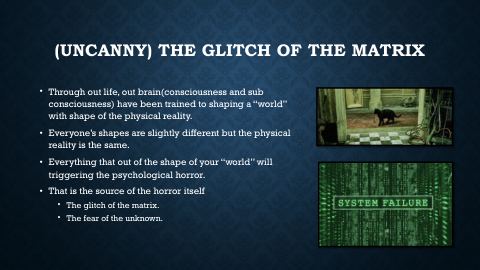 (UNCANNY) THE GLITCH OF THE MATRIX
• Through out life, out brain(consciousness and sub
consciousness) have been trained to shaping a “world”
with shape of the physical reality.
• Everyone’s shapes are slightly different but the physical
reality is the same.
• Everything that out of the shape of your “world” will
triggering the psychological horror.
• That is the source of the horror itself
• The glitch of the matrix.
• The fear of the unknown.
SYSTEM FAILURE